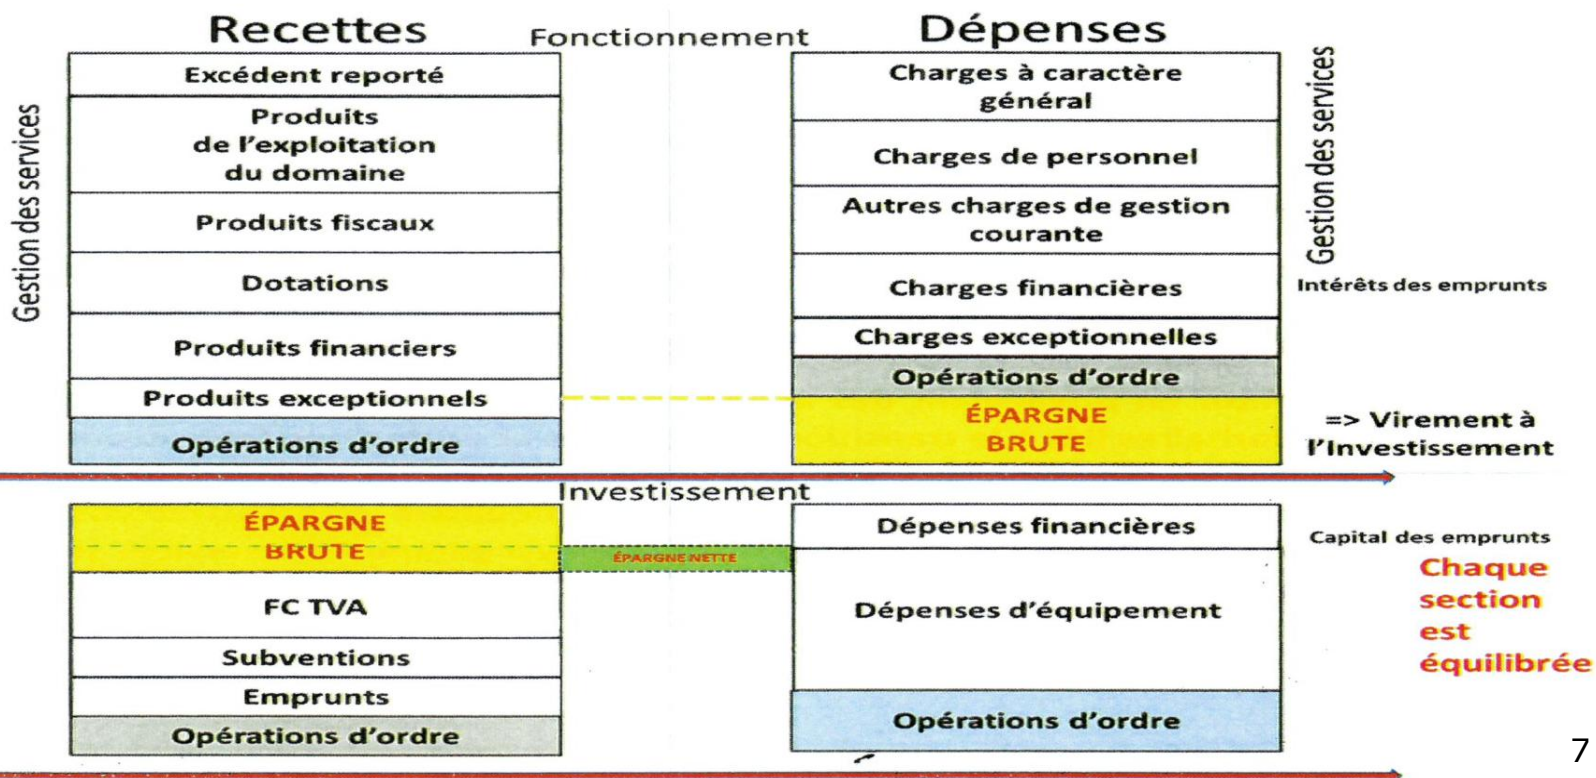 Recettes
Fonctionnement
Dépenses
Gestion des services
Excédent reporté
Produits
de l'exploitation
du domaine
Produits fiscaux
Dotations
Produits financiers
Produits exceptionnels
Opérations d'ordre
Charges à caractère
général
Charges de personnel
Autres charges de gestion
courante
Charges financières
Charges exceptionnelles
Opérations d'ordre
ÉPARGNE
BRUTE
Gestion des services
Intérêts des emprunts
=> Virement à
l'Investissement
Investissement
ÉPARGNE
BRUTE
ÉPARGNE NETTE
FC TVA
Subventions
Emprunts
Opérations d'ordre
Dépenses financières
Dépenses d'équipement
Opérations d'ordre
Capital des emprunts
Chaque
section
est
équilibrée
7